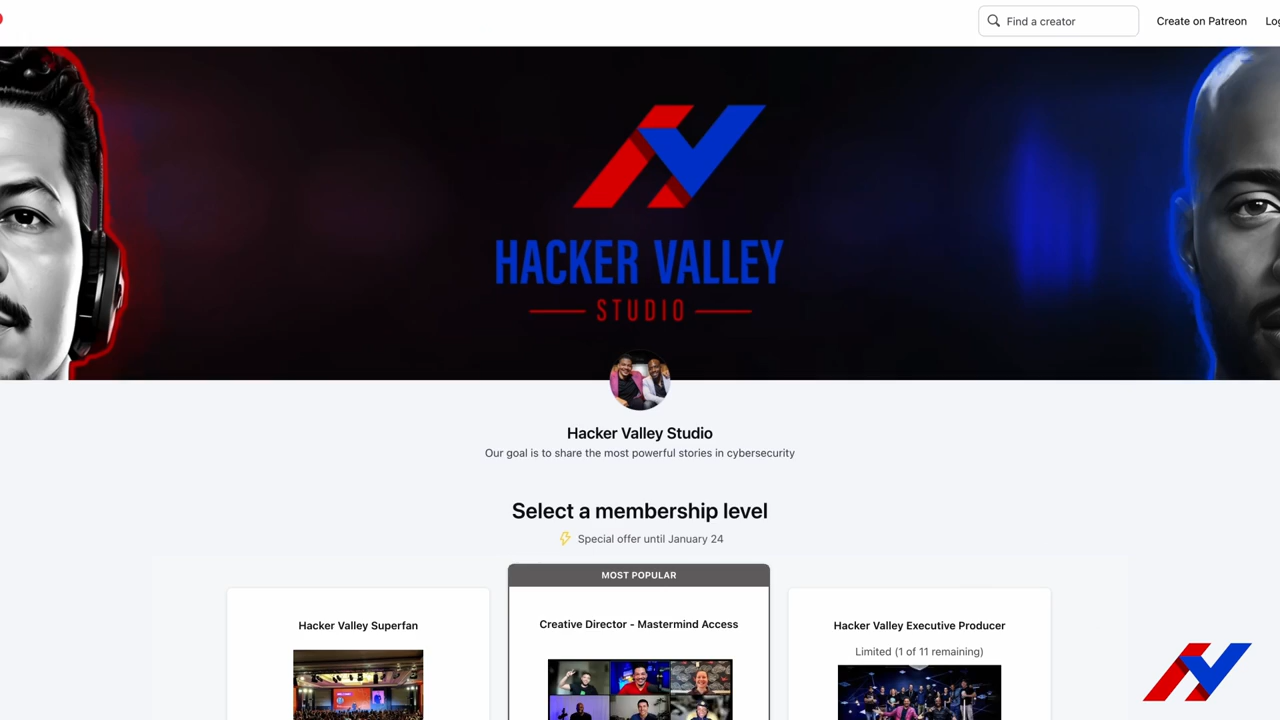 Find a creator
Create on Patreon
HACKER VALLEY
STUDIO
Hacker Valley Studio
Our goal is to share the most powerful stories in cybersecurity
Select a membership level
Special offer until January 24
MOST POPULAR
Hacker Valley Superfan
Creative Director - Mastermind Access
Hacker Valley Executive Producer
Limited (1 of 11 remaining)